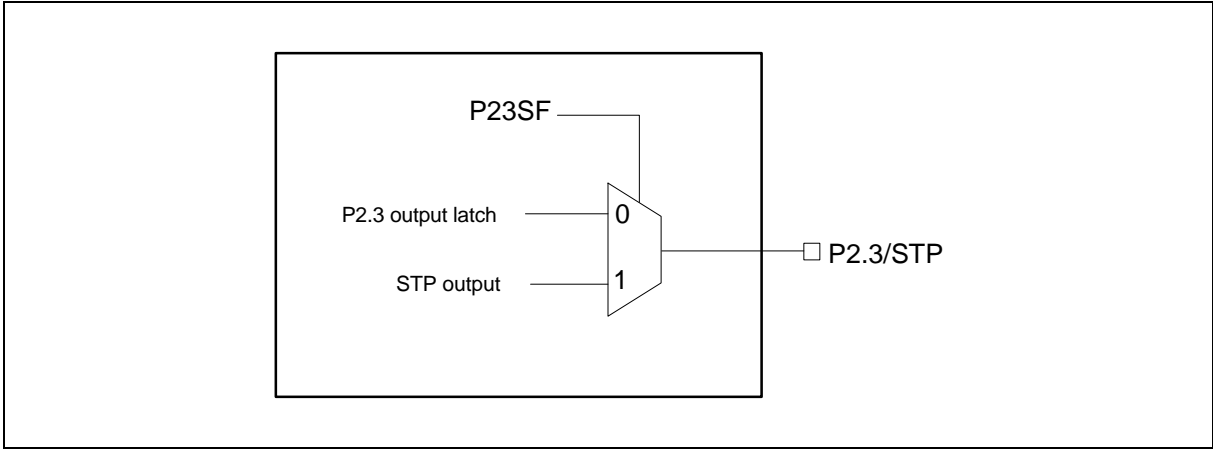 P23SF
P2.3 output latch
0
P2.3/STP
STP output
1